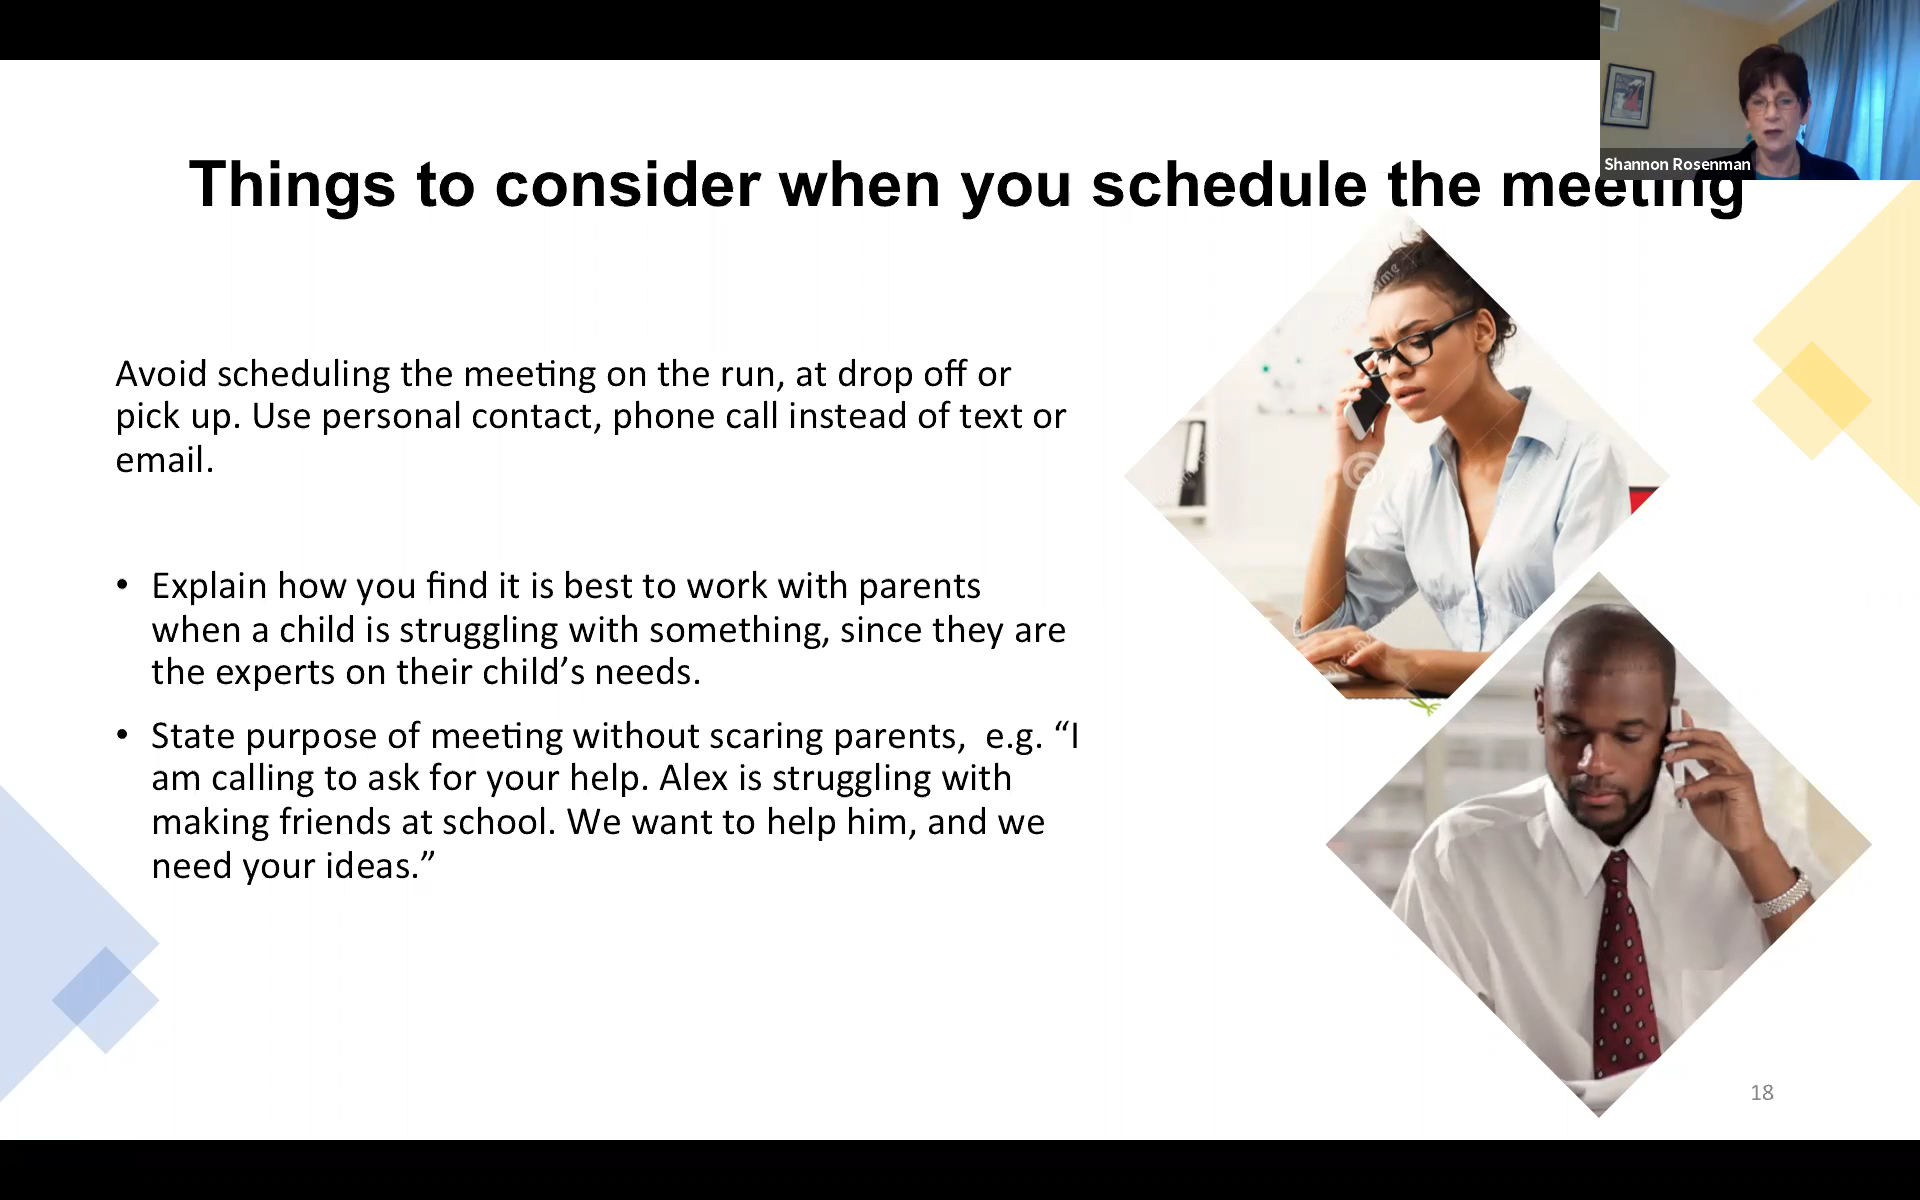 Shannon Rosenman
Things to consider when you schedule the meeting
Avoid scheduling the meeting on the run, at drop off or
pick up. Use personal contact, phone call instead of text or
email.
• Explain how you find it is best to work with parents
when a child is struggling with something, since they are
the experts on their child’s needs.
• State purpose of meeting without scaring parents,  e.g. “I
am calling to ask for your help. Alex is struggling with
making friends at school. We want to help him, and we
need your ideas.”
18